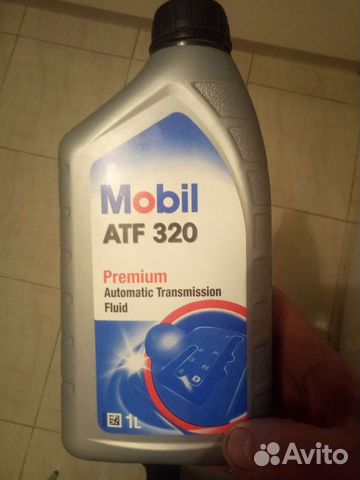 Mobil
ATF 320
Premium
Automatic Transmission
Fluid
1L
Avito